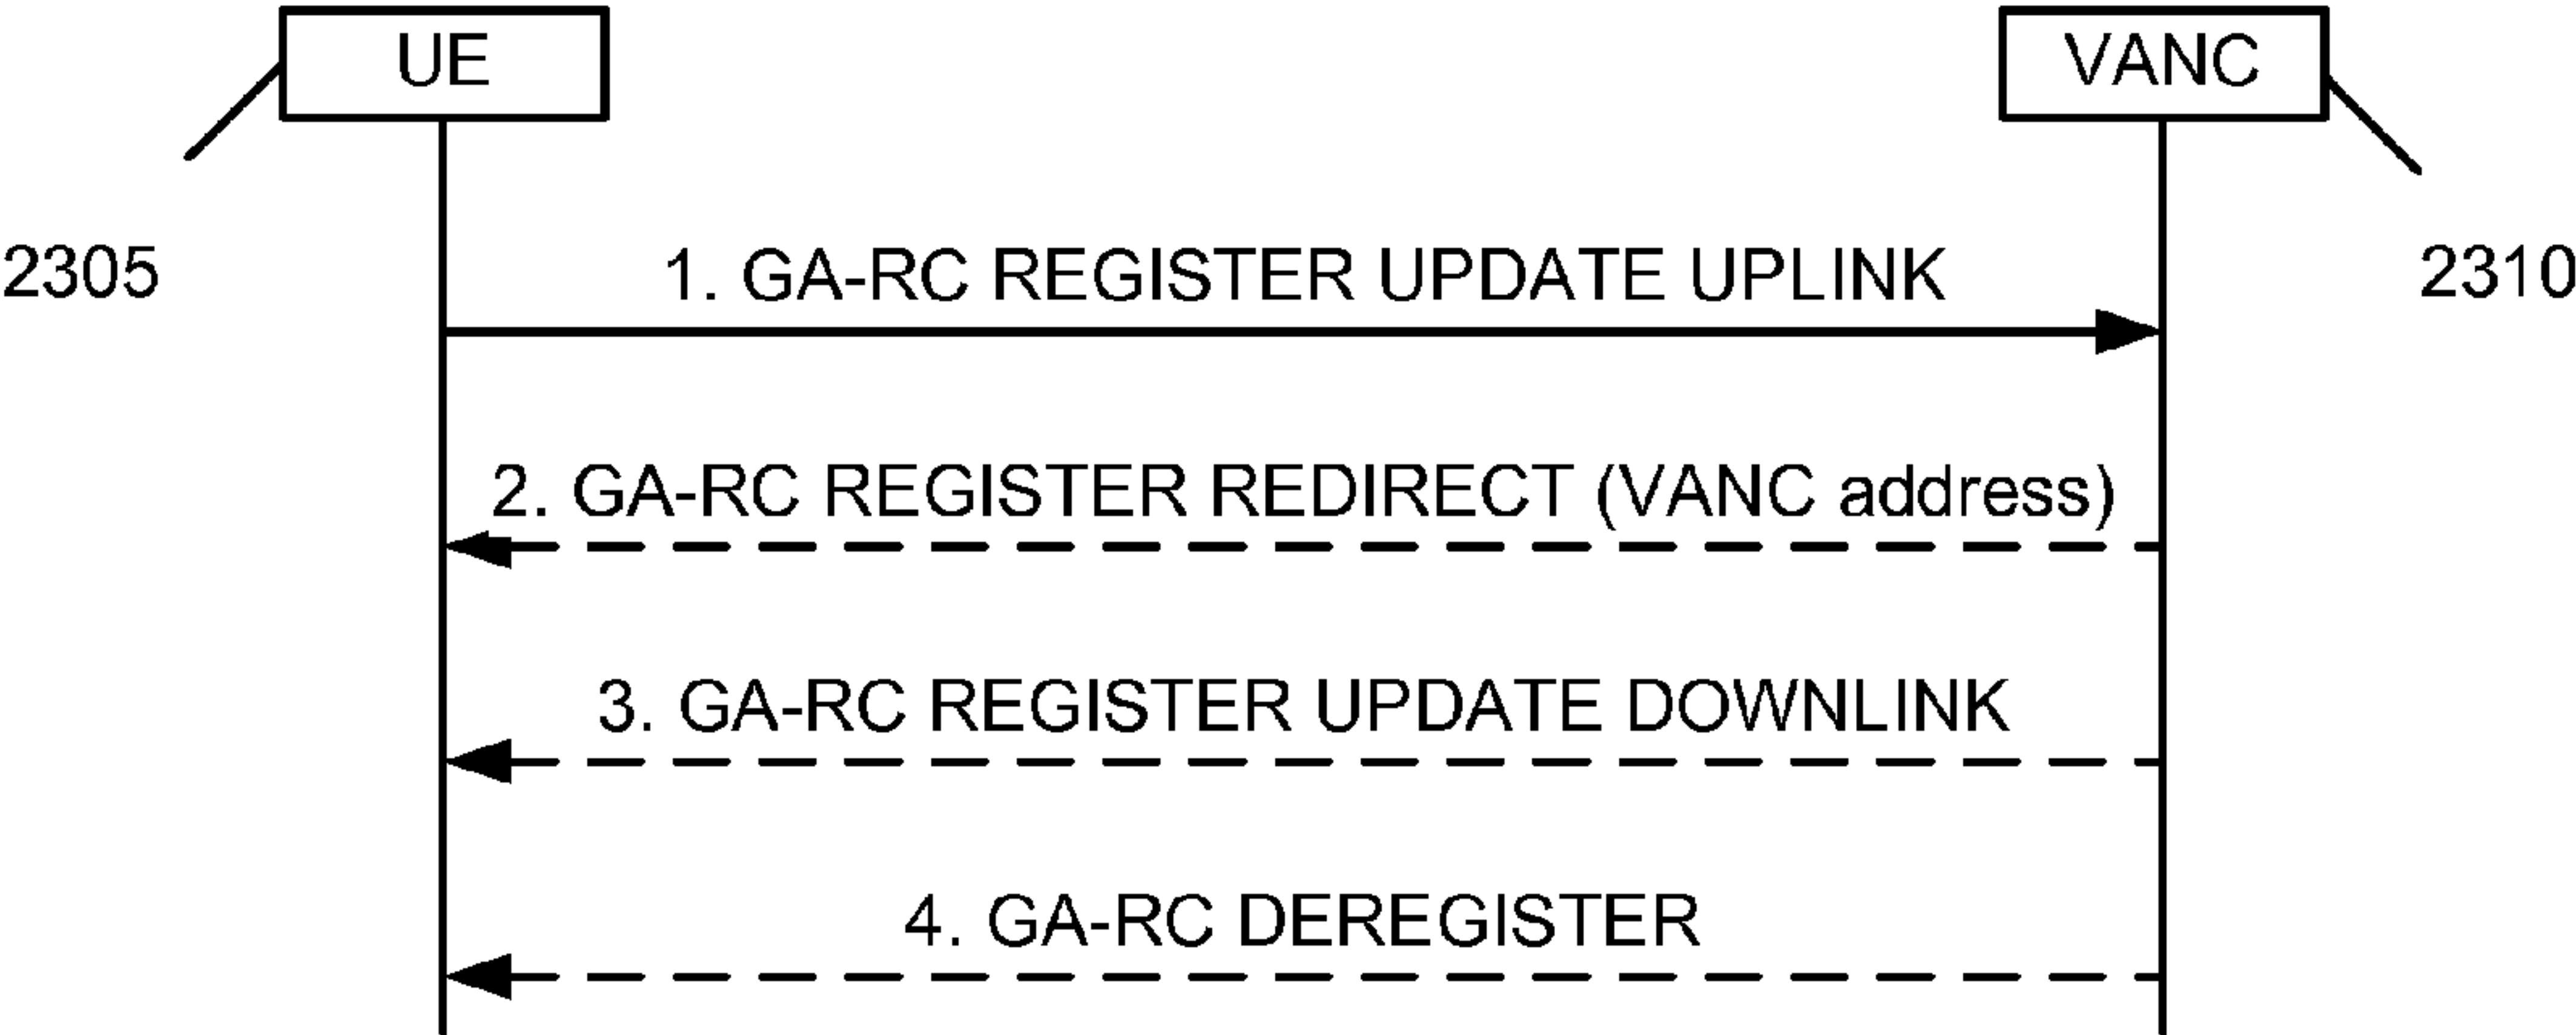 UE
VANC
2305
1. GA-RC REGISTER UPDATE UPLINK
2310
2. GA-RC REGISTER REDIRECT (VANC address)
3. GA-RC REGISTER UPDATE DOWNLINK
4. GA-RC DEREGISTER